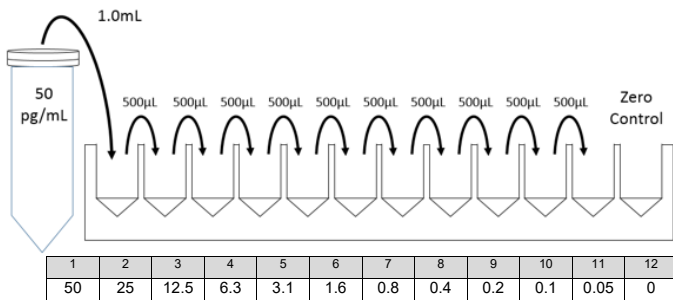 1.0mL
50
pg/mL
500µL 500µL 500µL 500µL 500µL 500µL 500µL 500µL 500µL 500µL
Zero
Control
1 2 3 4 5 6 7 8 9 10 11 12
50 25 12.5 6.3 3.1 1.6 0.8 0.4 0.2 0.1 0.05 0